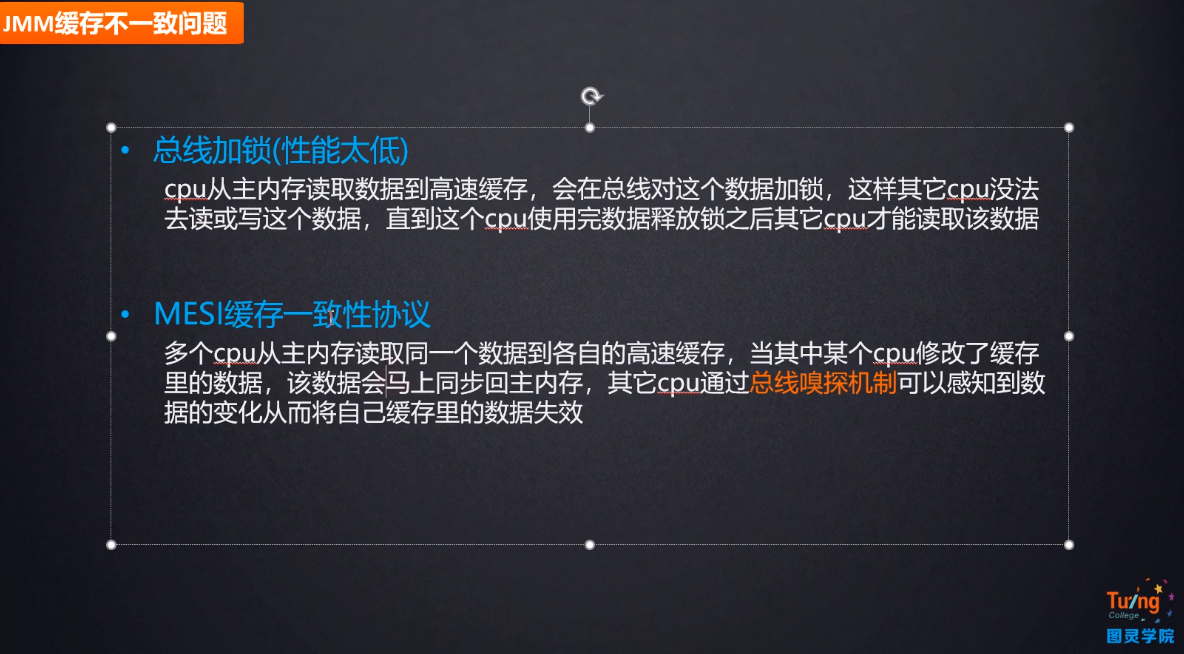 JMM缓存不一致问题
• 总线加锁(性能太低)
cpu从主内存读取数据到高速缓存，会在总线对这个数据加锁，这样其它cpu没法
去读或写这个数据，直到这个cpu使用完数据释放锁之后其它cpu才能读取该数据
• MESI缓存一致性协议
多个cpu从主内存读取同一个数据到各自的高速缓存，当其中某个cpu修改了缓存
里的数据，该数据会马上同步回主内存，其它cpu通过总线嗅探机制可以感知到数
据的变化从而将自己缓存里的数据失效
Turing
College
图灵学院